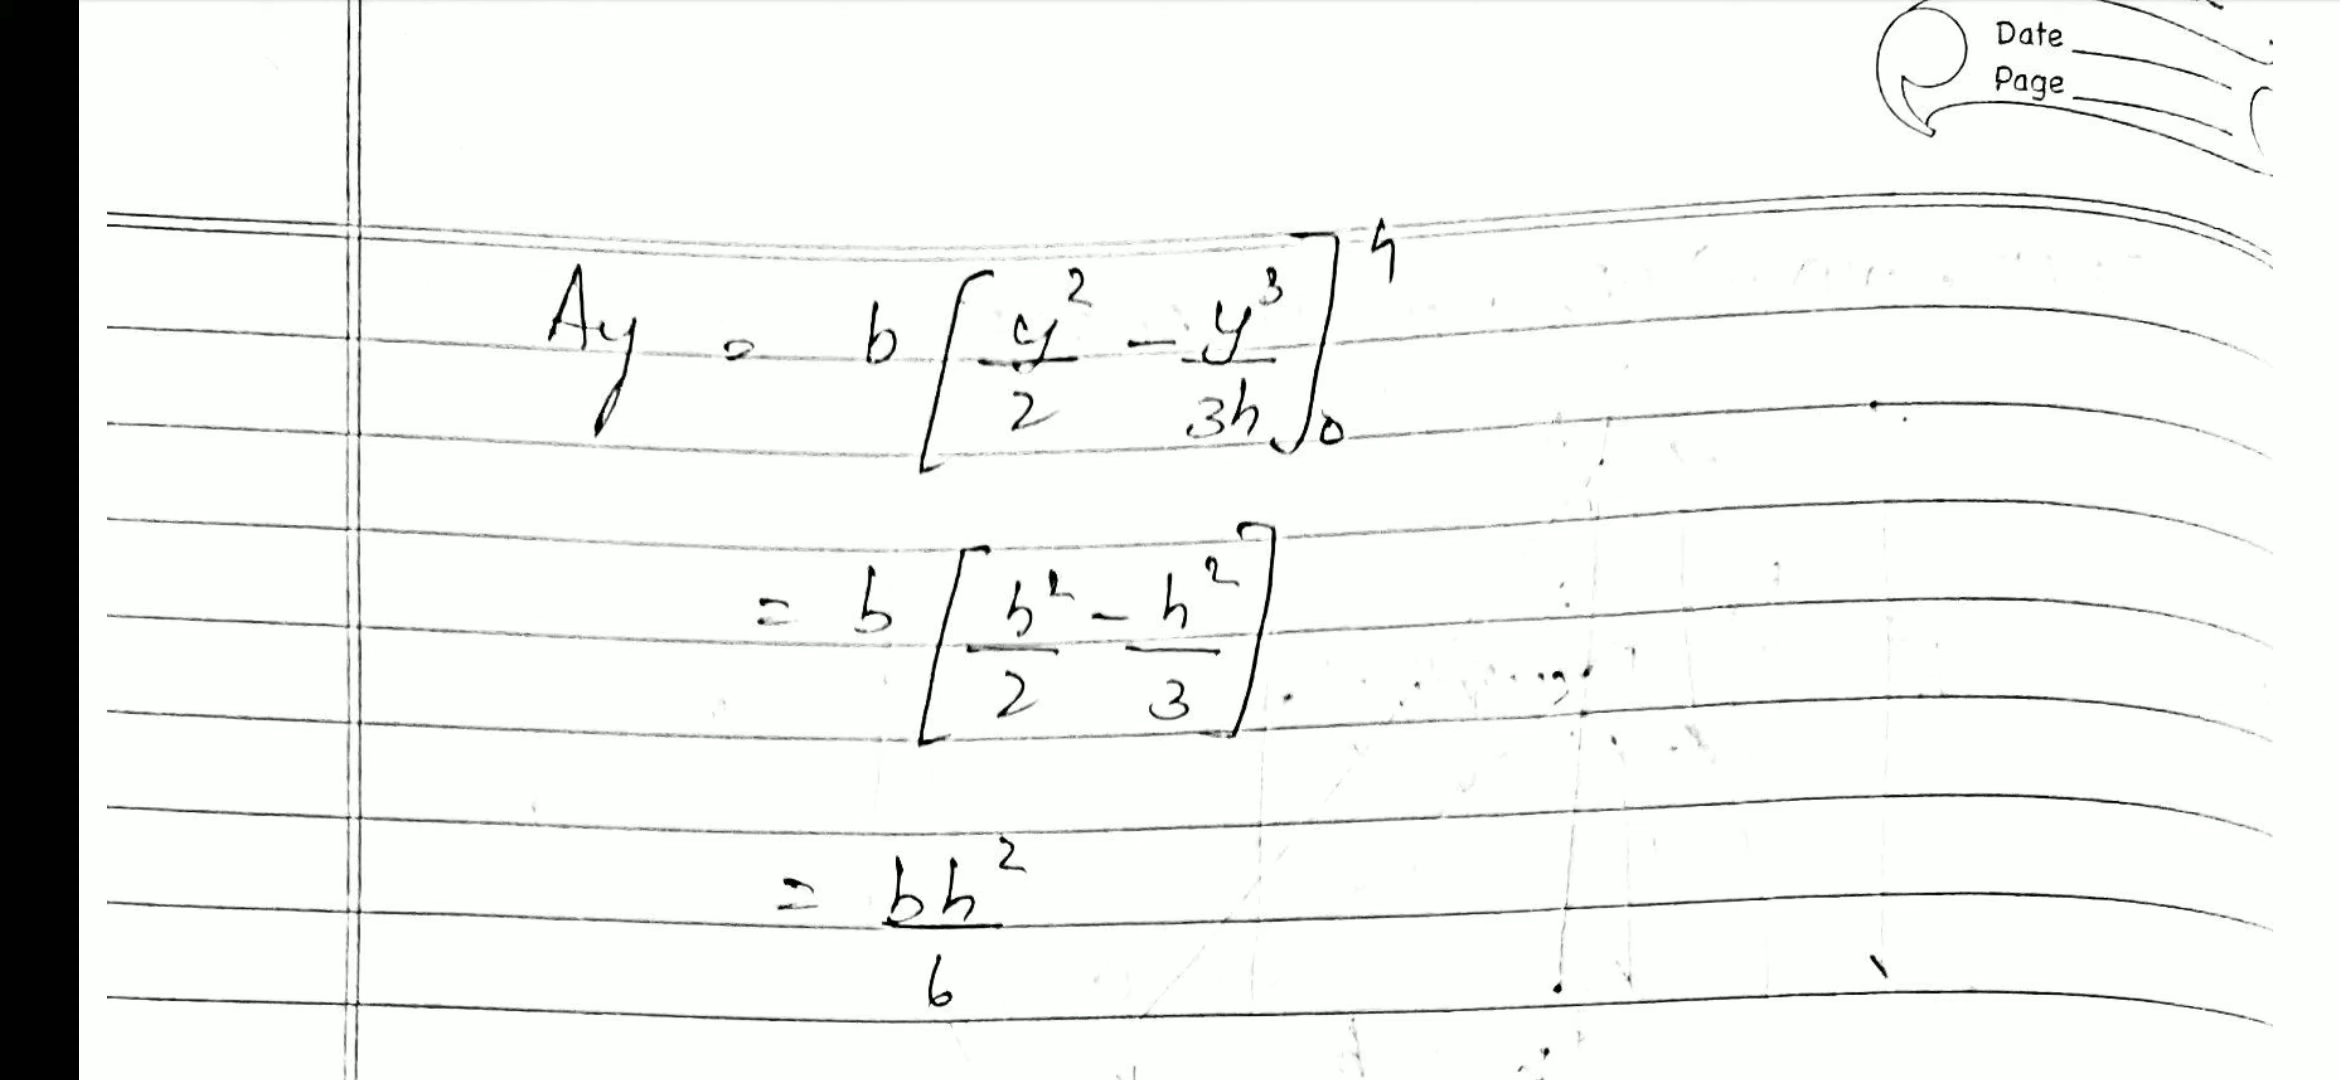 Date
Page
Ay = b [ y²/2 - y³/3h ]₀ʰ
= b [ h²/2 - h²/3 ]
= bh²/6